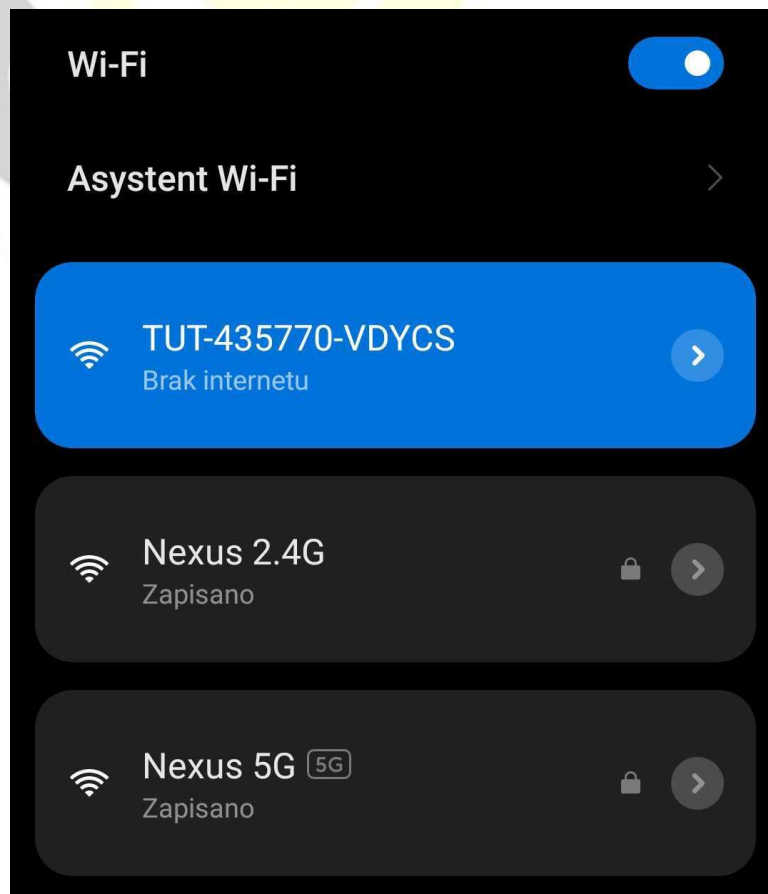 Wi-Fi
Asystent Wi-Fi
TUT-435770-VDYCS
Brak internetu
Nexus 2.4G
Zapisano
Nexus 5G 5G
Zapisano